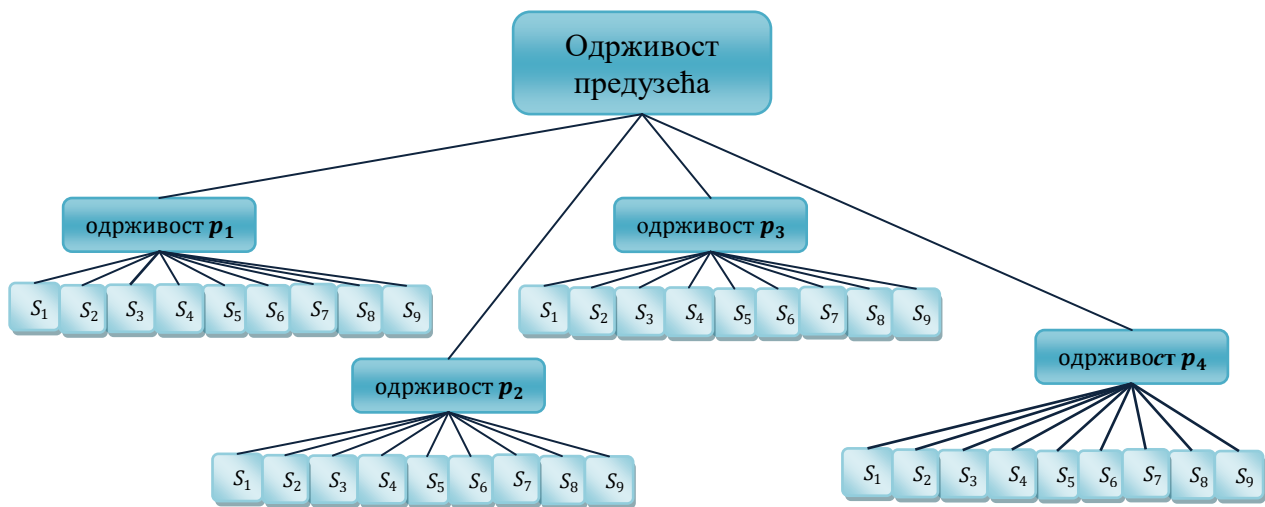 Одрживост
предузећа
одрживост p₁
одрживост p₃
S₁ S₂ S₃ S₄ S₅ S₆ S₇ S₈ S₉
S₁ S₂ S₃ S₄ S₅ S₆ S₇ S₈ S₉
одрживост p₂
одрживост p₄
S₁ S₂ S₃ S₄ S₅ S₆ S₇ S₈ S₉
S₁ S₂ S₃ S₄ S₅ S₆ S₇ S₈ S₉